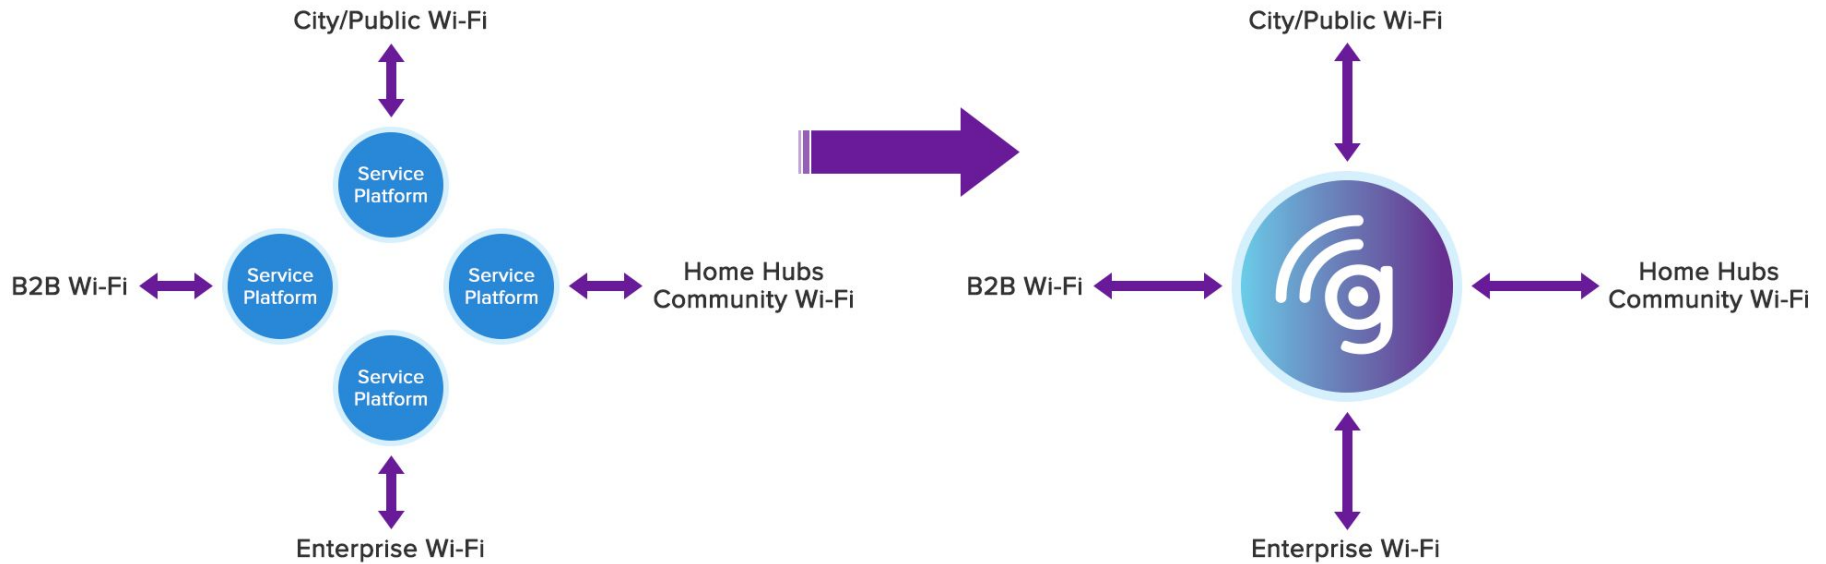 City/Public Wi-Fi
Service
Platform
B2B Wi-Fi
Service
Platform
Service
Platform
Home Hubs
Community Wi-Fi
Service
Platform
Enterprise Wi-Fi
City/Public Wi-Fi
B2B Wi-Fi
g
Home Hubs
Community Wi-Fi
Enterprise Wi-Fi